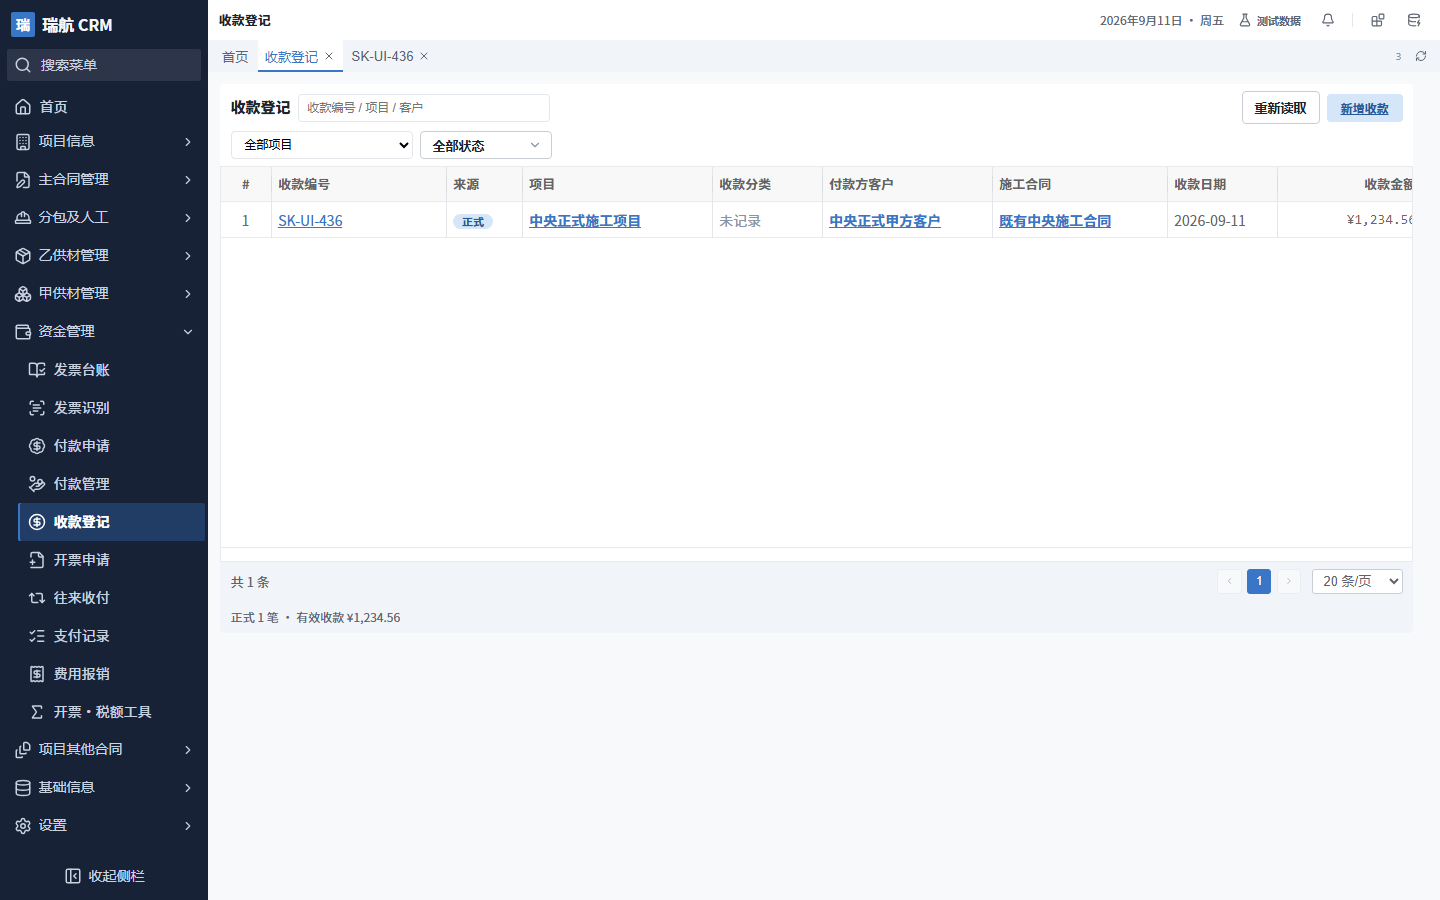 瑞 瑞航 CRM
搜索菜单
首页
项目信息
主合同管理
分包及人工
乙供材管理
甲供材管理
资金管理
发票台账
发票识别
付款申请
付款管理
收款登记
开票申请
往来收付
支付记录
费用报销
开票・税额工具
项目其他合同
基础信息
设置
收起侧栏
收款登记
2026年9月11日 • 周五 测试数据
首页 收款登记 × SK-UI-436 × 3
收款登记 收款编号 / 项目 / 客户 重新读取 新增收款
全部项目 全部状态
# 收款编号 来源 项目 收款分类 付款方客户 施工合同 收款日期 收款金额
1 SK-UI-436 正式 中央正式施工项目 未记录 中央正式甲方客户 既有中央施工合同 2026-09-11 ¥1,234.56
共 1 条 1 20 条/页
正式 1 笔 • 有效收款 ¥1,234.56